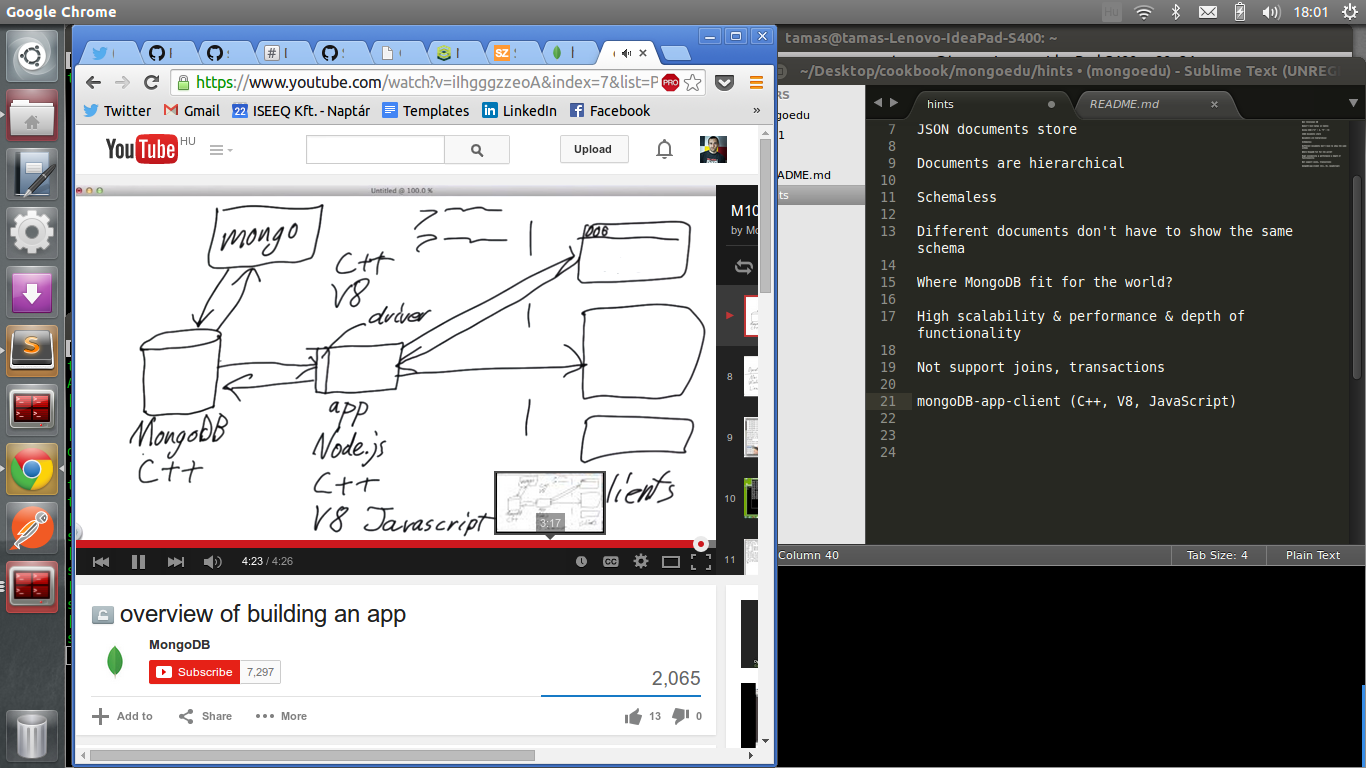 Google Chrome
Hu
18:01
tamas@tamas-Lenovo-IdeaPad-S400: ~
~/Desktop/cookbook/mongoedu/hints • (mongoedu) - Sublime Text (UNREG
https://www.youtube.com/watch?v=iIhgggzzeoA&index=7&list=P
PRO
Twitter
Gmail
22 ISEEQ Kft. - Naptár
Templates
LinkedIn
Facebook
»
YouTube HU
Upload
Untitled @ 100.0 %
mongo
C++
V8
driver
MongoDB
C++
app
Node.js
C++
V8 Javascript
lients
3:17
M10
by Mo
8
9
10
11
4:23 / 4:26
CC
overview of building an app
MongoDB
Subscribe 7,297
2,065
Add to
Share
More
13
0
RS
ngoedu
1
ADME.md
ts
hints
README.md
7 JSON documents store
8
9 Documents are hierarchical
10
11 Schemaless
12
13 Different documents don't have to show the same
schema
14
15 Where MongoDB fit for the world?
16
17 High scalability & performance & depth of
functionality
18
19 Not support joins, transactions
20
21 mongoDB-app-client (C++, V8, JavaScript)
22
23
24
Column 40
Tab Size: 4
Plain Text